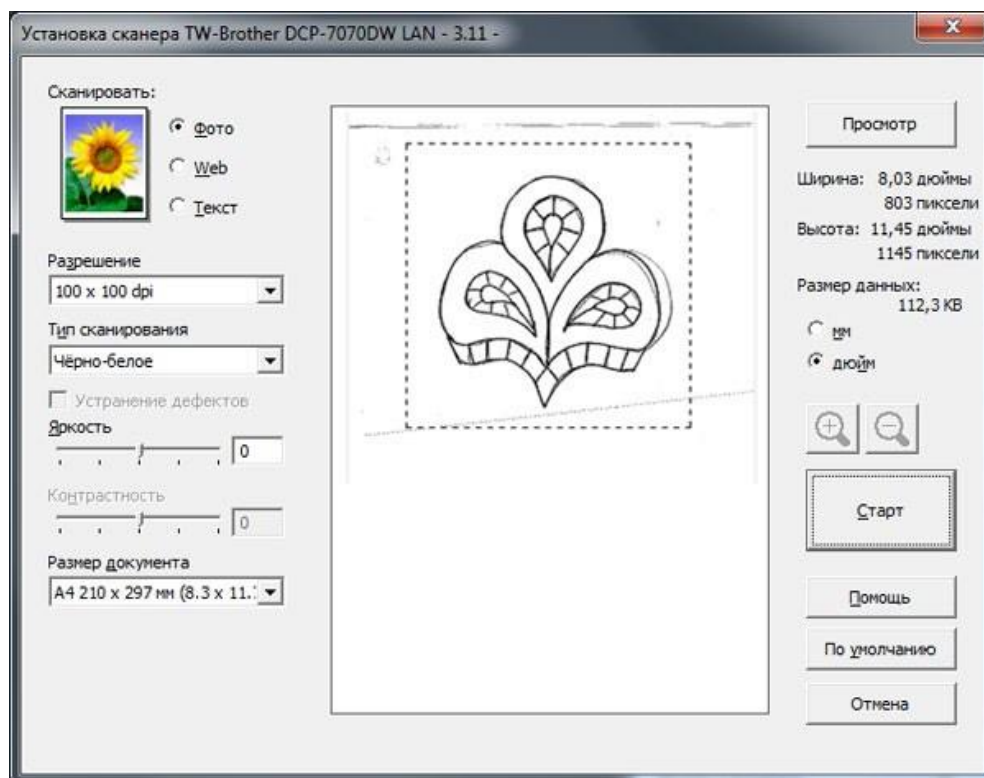 Установка сканера TW-Brother DCP-7070DW LAN - 3.11 -
Сканировать:
Фото
Web
Текст
Разрешение
100 x 100 dpi
Тип сканирования
Чёрно-белое
Устранение дефектов
Яркость
0
Контрастность
0
Размер документа
A4 210 x 297 мм (8.3 x 11.
Просмотр
Ширина: 8,03 дюймы
803 пиксели
Высота: 11,45 дюймы
1145 пиксели
Размер данных:
112,3 KB
мм
дюйм
Старт
Помощь
По умолчанию
Отмена